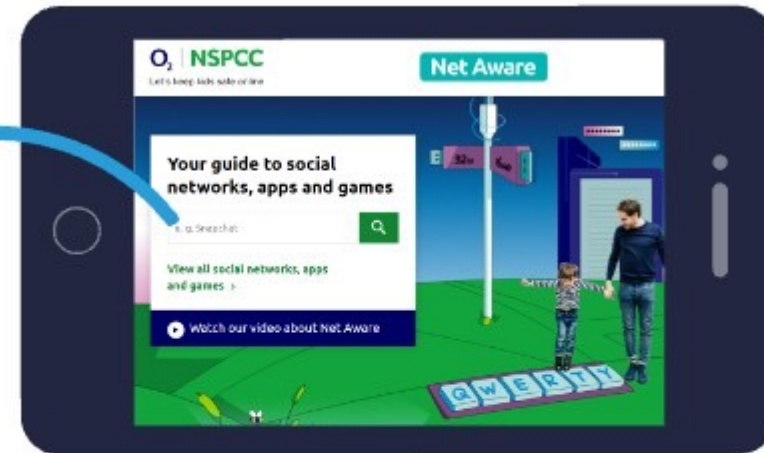 O2 NSPCC
Let's keep kids safe online
Net Aware
Your guide to social
networks, apps and games
e.g. Snapchat
View all social networks, apps
and games ›
Watch our video about Net Aware
QWERTY